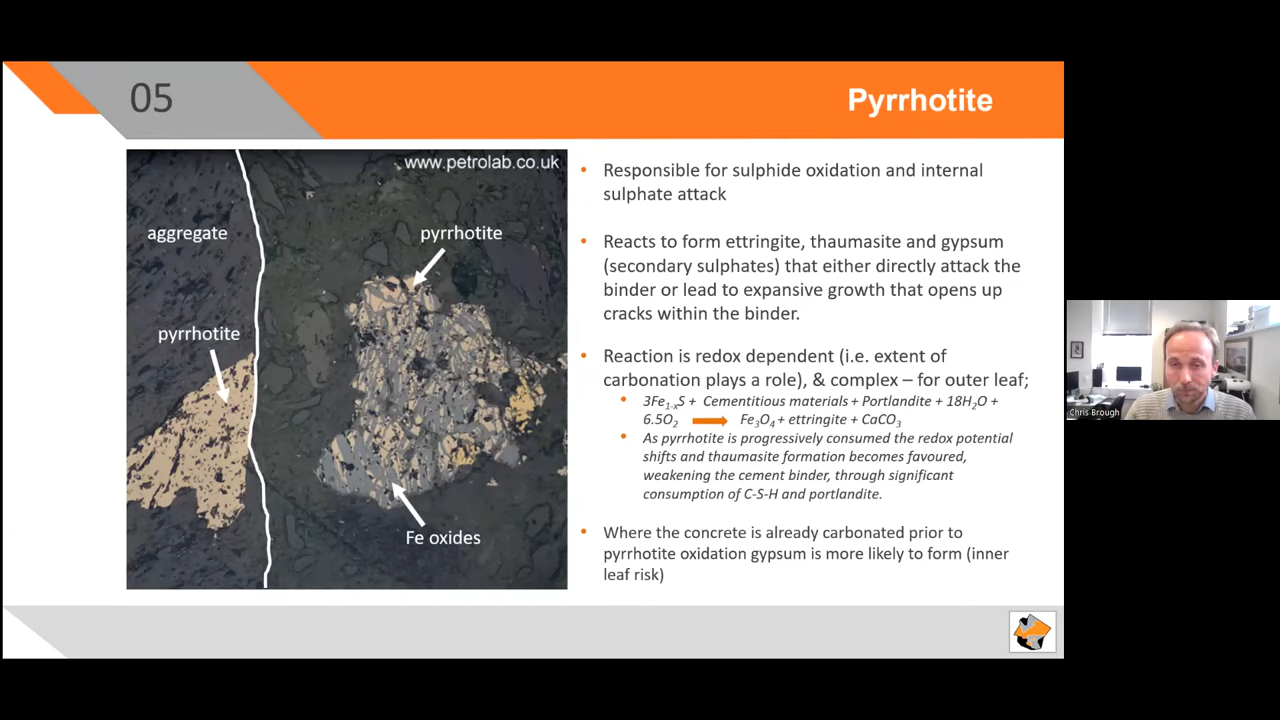 05
Pyrrhotite
www.petrolab.co.uk
aggregate
pyrrhotite
pyrrhotite
Fe oxides
• Responsible for sulphide oxidation and internal
sulphate attack
• Reacts to form ettringite, thaumasite and gypsum
(secondary sulphates) that either directly attack the
binder or lead to expansive growth that opens up
cracks within the binder.
• Reaction is redox dependent (i.e. extent of
carbonation plays a role), & complex – for outer leaf;
• 3Fe₁₋ₓS + Cementitious materials + Portlandite + 18H₂O +
6.5O₂ → Fe₃O₄ + ettringite + CaCO₃
• As pyrrhotite is progressively consumed the redox potential
shifts and thaumasite formation becomes favoured,
weakening the cement binder, through significant
consumption of C-S-H and portlandite.
• Where the concrete is already carbonated prior to
pyrrhotite oxidation gypsum is more likely to form (inner
leaf risk)
Chris Brough